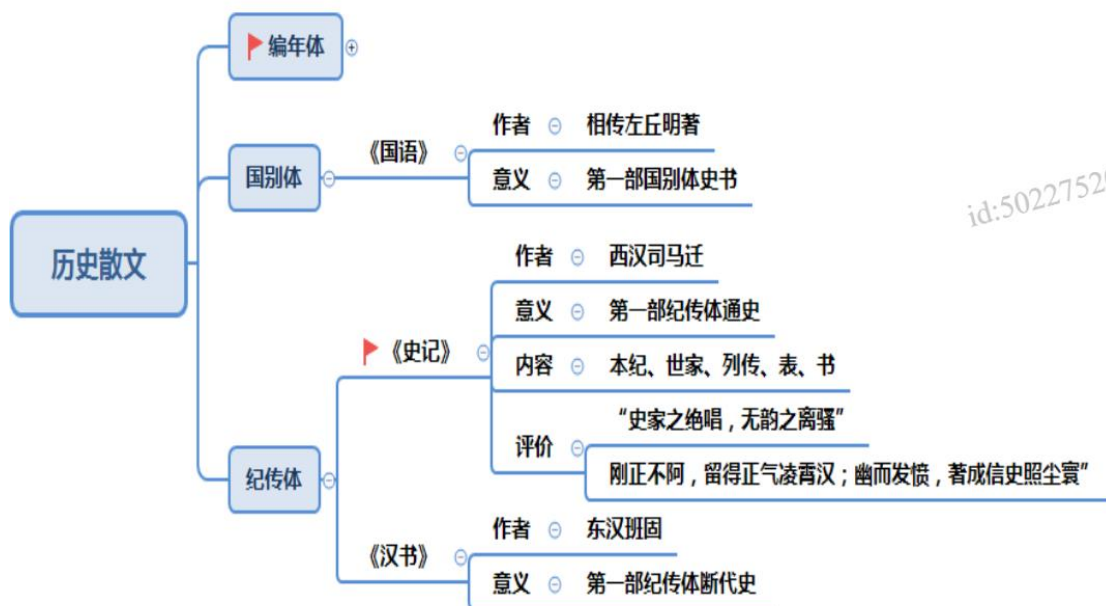 历史散文
编年体
国别体
《国语》
作者
相传左丘明著
意义
第一部国别体史书
纪传体
《史记》
作者
西汉司马迁
意义
第一部纪传体通史
内容
本纪、世家、列传、表、书
评价
“史家之绝唱，无韵之离骚”
刚正不阿，留得正气凌霄汉；幽而发愤，著成信史照尘寰”
《汉书》
作者
东汉班固
意义
第一部纪传体断代史